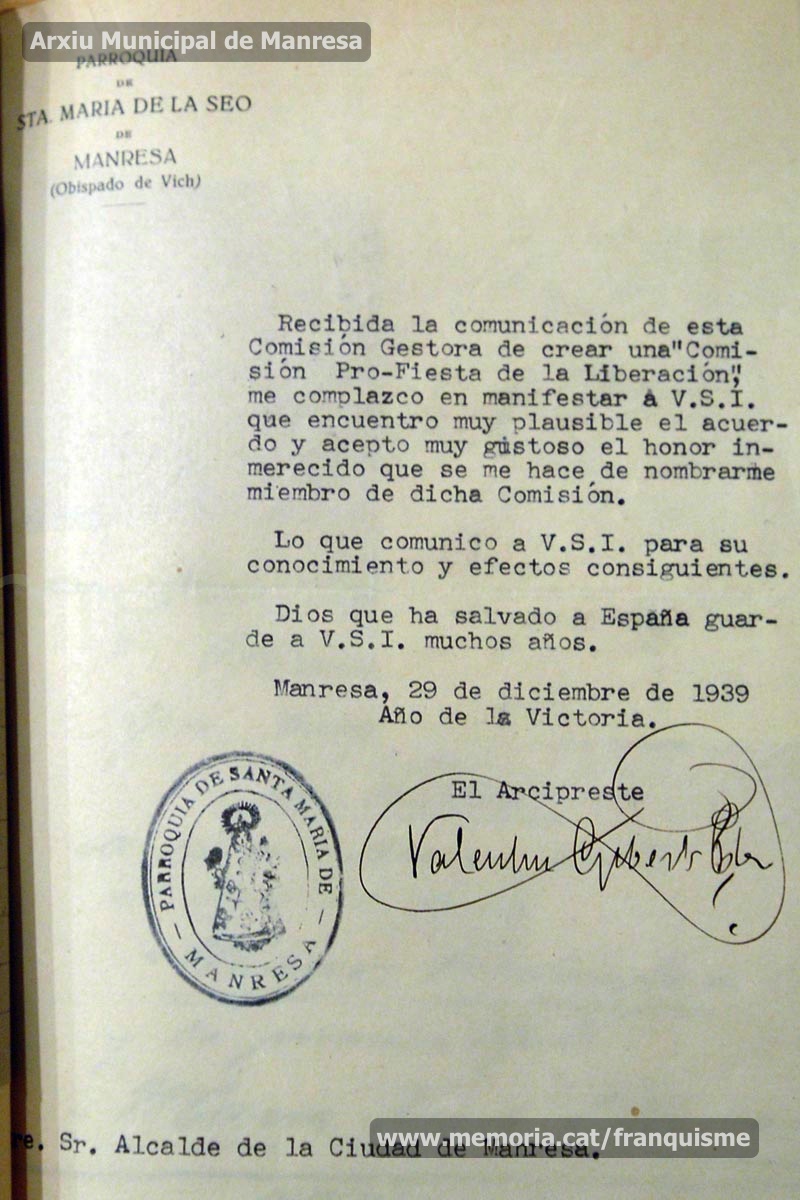 Arxiu Municipal de Manresa
PARROQUIA
DE
STA. MARIA DE LA SEO
DE
MANRESA
(Obispado de Vich)
Recibida la comunicación de esta
Comisión Gestora de crear una "Comi-
sión Pro-Fiesta de la Liberación",
me complazco en manifestar a V.S.I.
que encuentro muy plausible el acuer-
do y acepto muy gustoso el honor in-
merecido que se me hace de nombrarme
miembro de dicha Comisión.
Lo que comunico a V.S.I. para su
conocimiento y efectos consiguientes.
Dios que ha salvado a España guar-
de a V.S.I. muchos años.
Manresa, 29 de diciembre de 1939
Año de la Victoria.
El Arcipreste
Valentin
PARROQUIA DE SANTA MARIA DE
MANRESA
Sr. Alcalde de la Ciudad de Manresa.
www.memoria.cat/franquisme